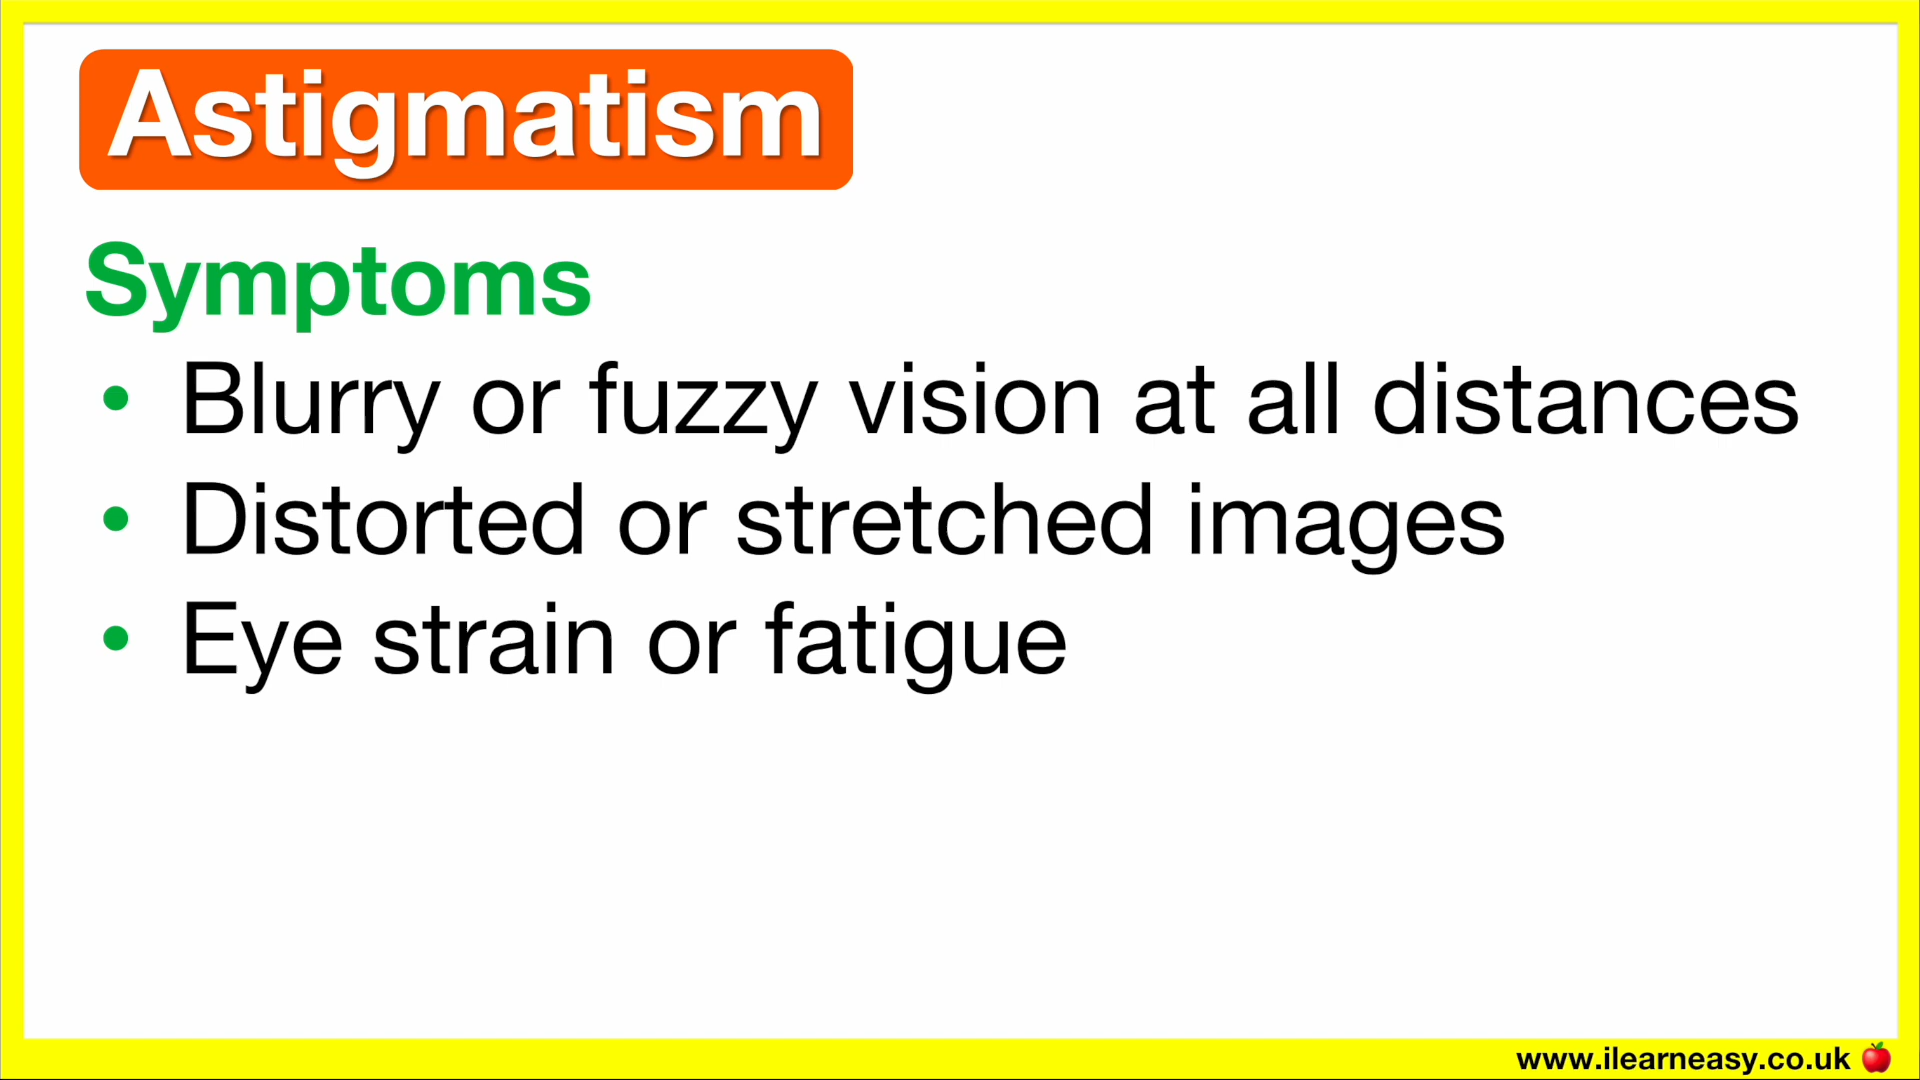 Astigmatism
Symptoms
• Blurry or fuzzy vision at all distances
• Distorted or stretched images
• Eye strain or fatigue
www.ilearneasy.co.uk